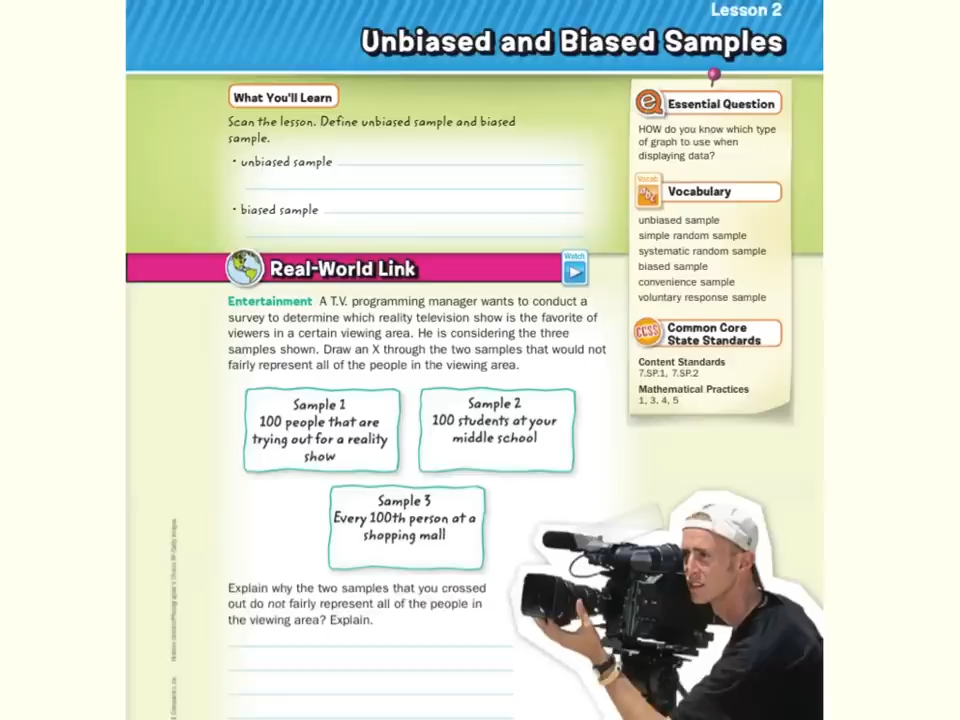 Lesson 2
Unbiased and Biased Samples
What You'll Learn
Scan the lesson. Define unbiased sample and biased
sample.
• unbiased sample
• biased sample
Essential Question
HOW do you know which type
of graph to use when
displaying data?
Vocab
abc
Vocabulary
unbiased sample
simple random sample
systematic random sample
biased sample
convenience sample
voluntary response sample
CCSS
Common Core
State Standards
Content Standards
7.SP.1, 7.SP.2
Mathematical Practices
1, 3, 4, 5
Real-World Link
Watch
Entertainment A T.V. programming manager wants to conduct a
survey to determine which reality television show is the favorite of
viewers in a certain viewing area. He is considering the three
samples shown. Draw an X through the two samples that would not
fairly represent all of the people in the viewing area.
Sample 1
100 people that are
trying out for a reality
show
Sample 2
100 students at your
middle school
Sample 3
Every 100th person at a
shopping mall
Explain why the two samples that you crossed
out do not fairly represent all of the people in
the viewing area? Explain.